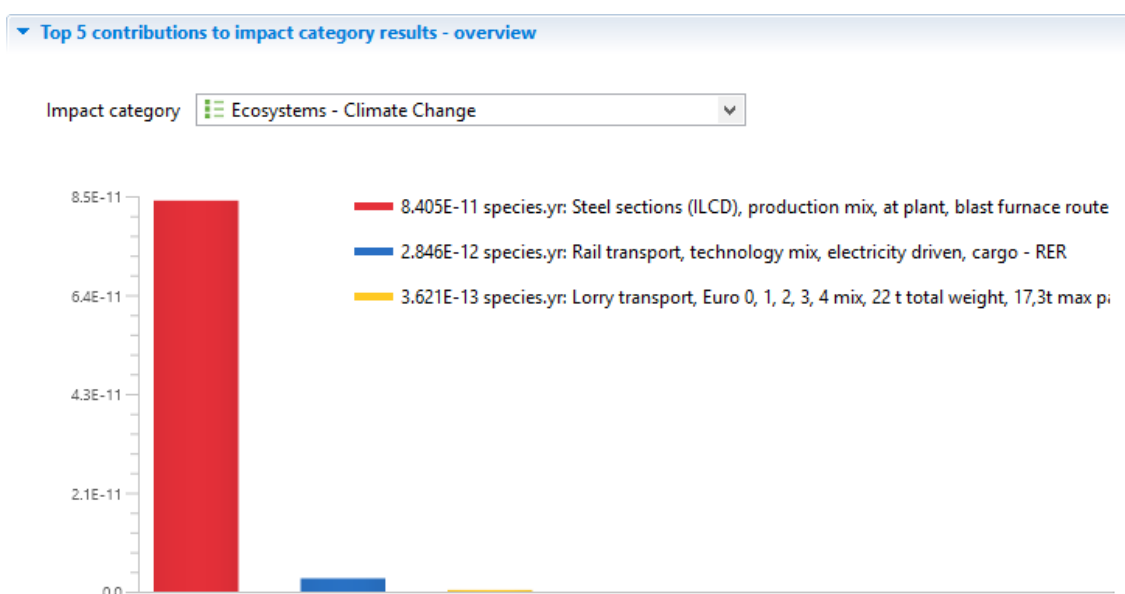 Top 5 contributions to impact category results - overview
Impact category Ecosystems - Climate Change
8.5E-11
8.405E-11 species.yr: Steel sections (ILCD), production mix, at plant, blast furnace route
2.846E-12 species.yr: Rail transport, technology mix, electricity driven, cargo - RER
6.4E-11
3.621E-13 species.yr: Lorry transport, Euro 0, 1, 2, 3, 4 mix, 22 t total weight, 17,3t max
4.3E-11
2.1E-11
0.0